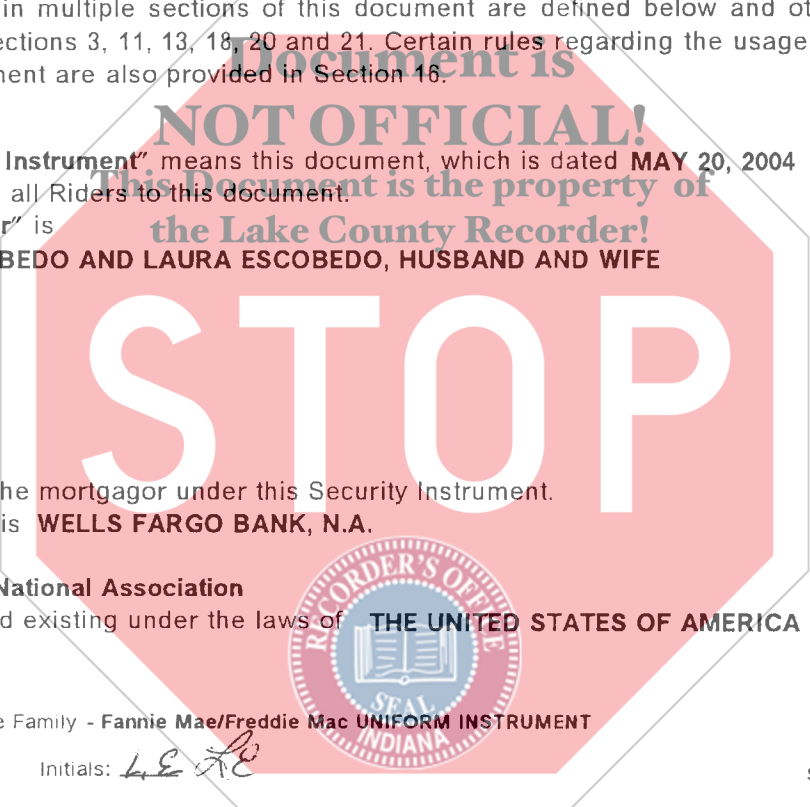 in multiple sections of this document are defined below and ot
ections 3, 11, 13, 18, 20 and 21. Certain rules regarding the usage
Document is
ment are also provided in Section 16.
NOT OFFICIAL!
Instrument" means this document, which is dated MAY 20, 2004
This Document is the property of
all Riders to this document.
r" is
the Lake County Recorder!
BEDO AND LAURA ESCOBEDO, HUSBAND AND WIFE
STOP
he mortgagor under this Security Instrument.
is WELLS FARGO BANK, N.A.
RECORDER'S OFFICE
National Association
d existing under the laws of THE UNITED STATES OF AMERICA
SEAL
INDIANA
e Family - Fannie Mae/Freddie Mac UNIFORM INSTRUMENT
Initials: L E LE